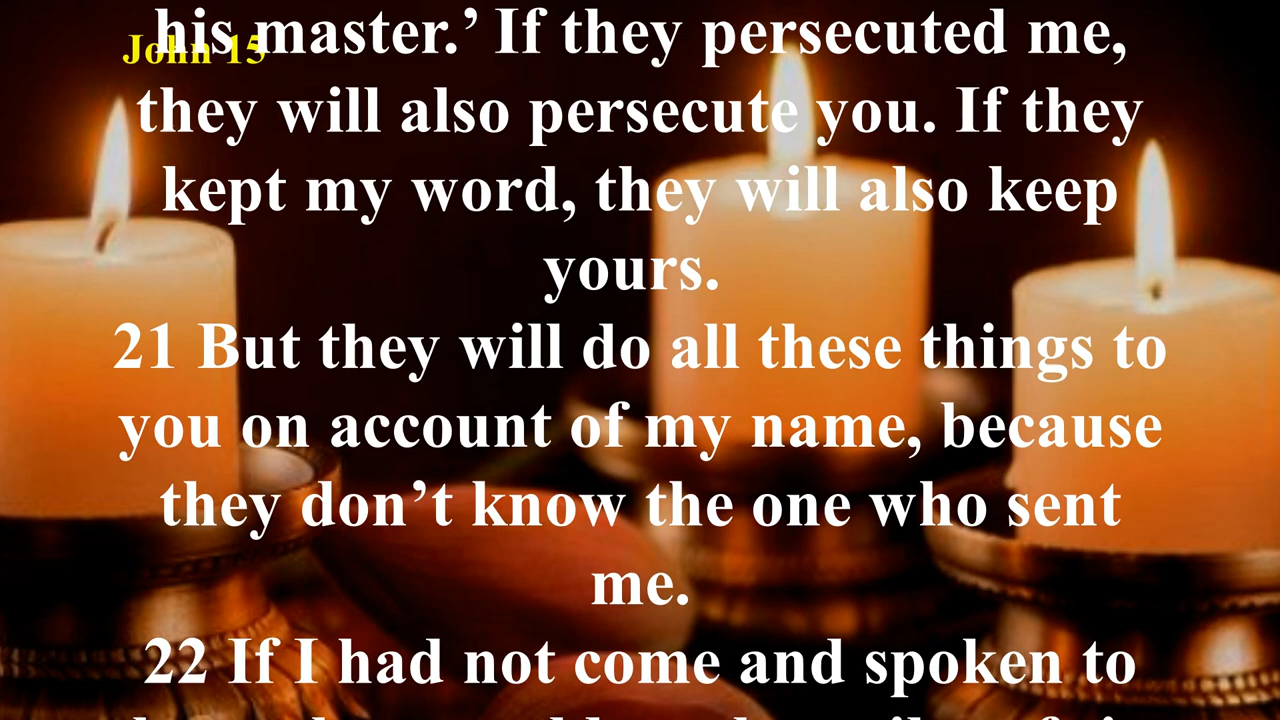 John 15
his master.’ If they persecuted me,
they will also persecute you. If they
kept my word, they will also keep
yours.
21 But they will do all these things to
you on account of my name, because
they don’t know the one who sent
me.
22 If I had not come and spoken to